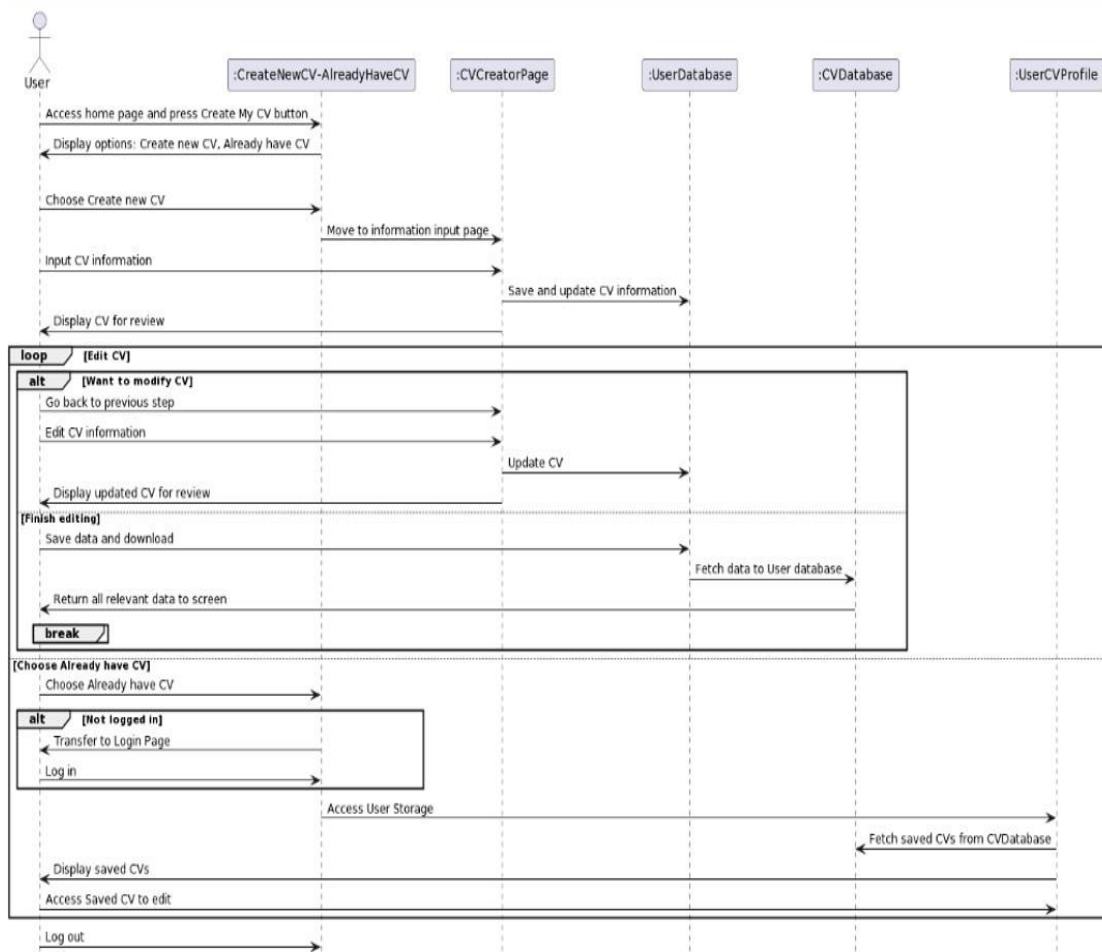 User
:CreateNewCV-AlreadyHaveCV
:CVCreatorPage
:UserDatabase
:CVDatabase
:UserCVProfile
Access home page and press Create My CV button
Display options: Create new CV, Already have CV
Choose Create new CV
Move to information input page
Input CV information
Save and update CV information
Display CV for review
loop [Edit CV]
alt [Want to modify CV]
Go back to previous step
Edit CV information
Update CV
Display updated CV for review
[Finish editing]
Save data and download
Fetch data to User database
Return all relevant data to screen
break
[Choose Already have CV]
Choose Already have CV
alt [Not logged in]
Transfer to Login Page
Log in
Access User Storage
Fetch saved CVs from CVDatabase
Display saved CVs
Access Saved CV to edit
Log out